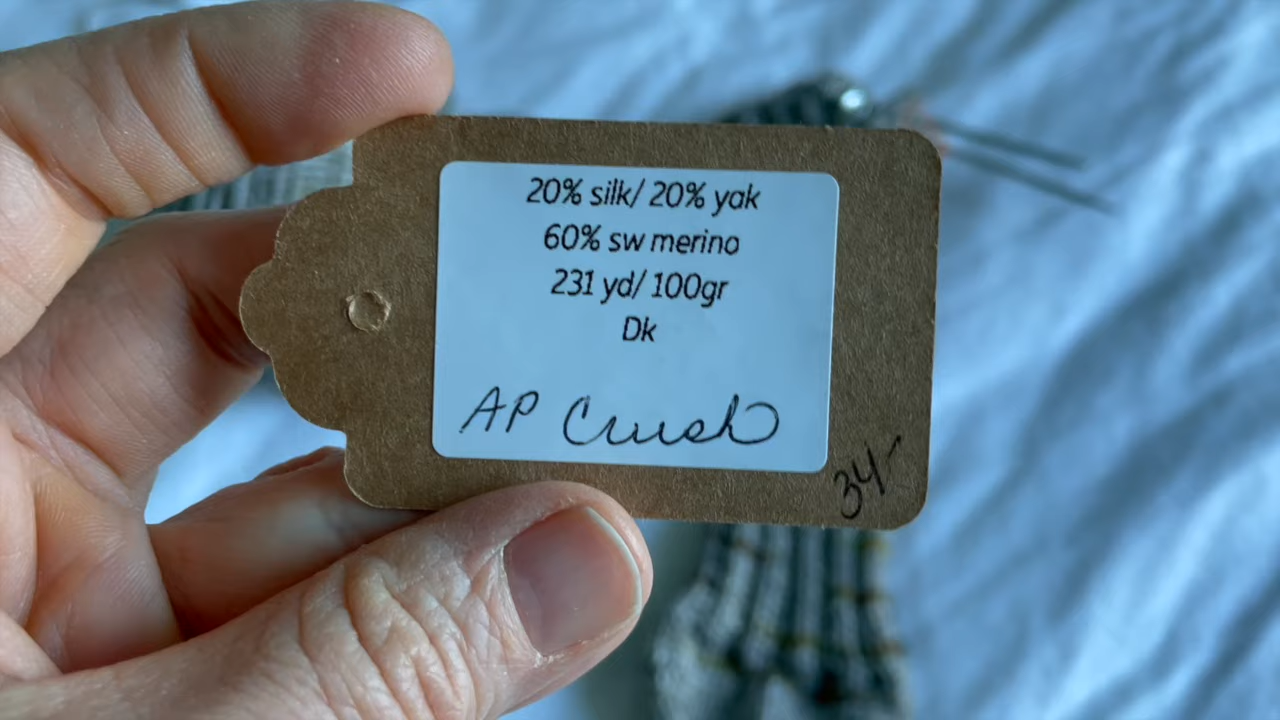 20% silk/ 20% yak
60% sw merino
231 yd/ 100gr
Dk
AP Crush
34-